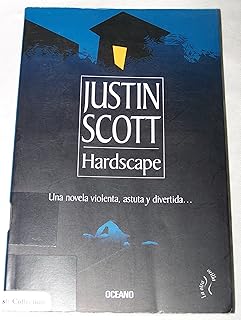 JUSTIN
SCOTT
Hardscape
Una novela violenta, astuta y divertida...
OCEANO